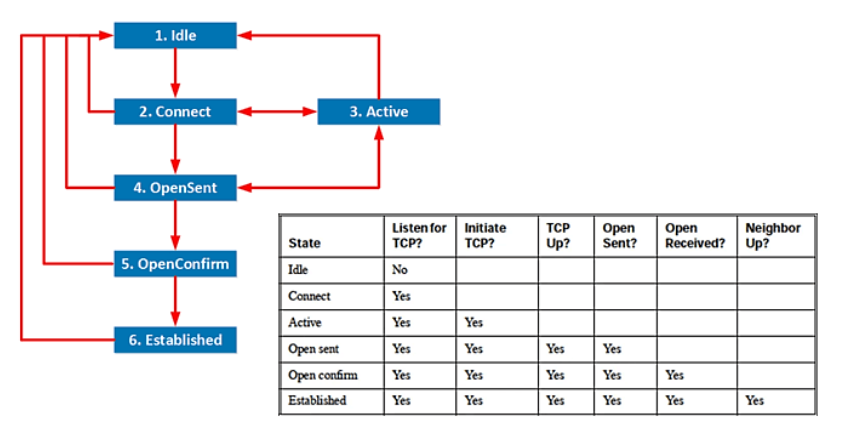 1. Idle
2. Connect
3. Active
4. OpenSent
5. OpenConfirm
6. Established
State Listen for TCP? Initiate TCP? TCP Up? Open Sent? Open Received? Neighbor Up?
Idle No
Connect Yes
Active Yes Yes
Open sent Yes Yes Yes Yes
Open confirm Yes Yes Yes Yes Yes
Established Yes Yes Yes Yes Yes Yes